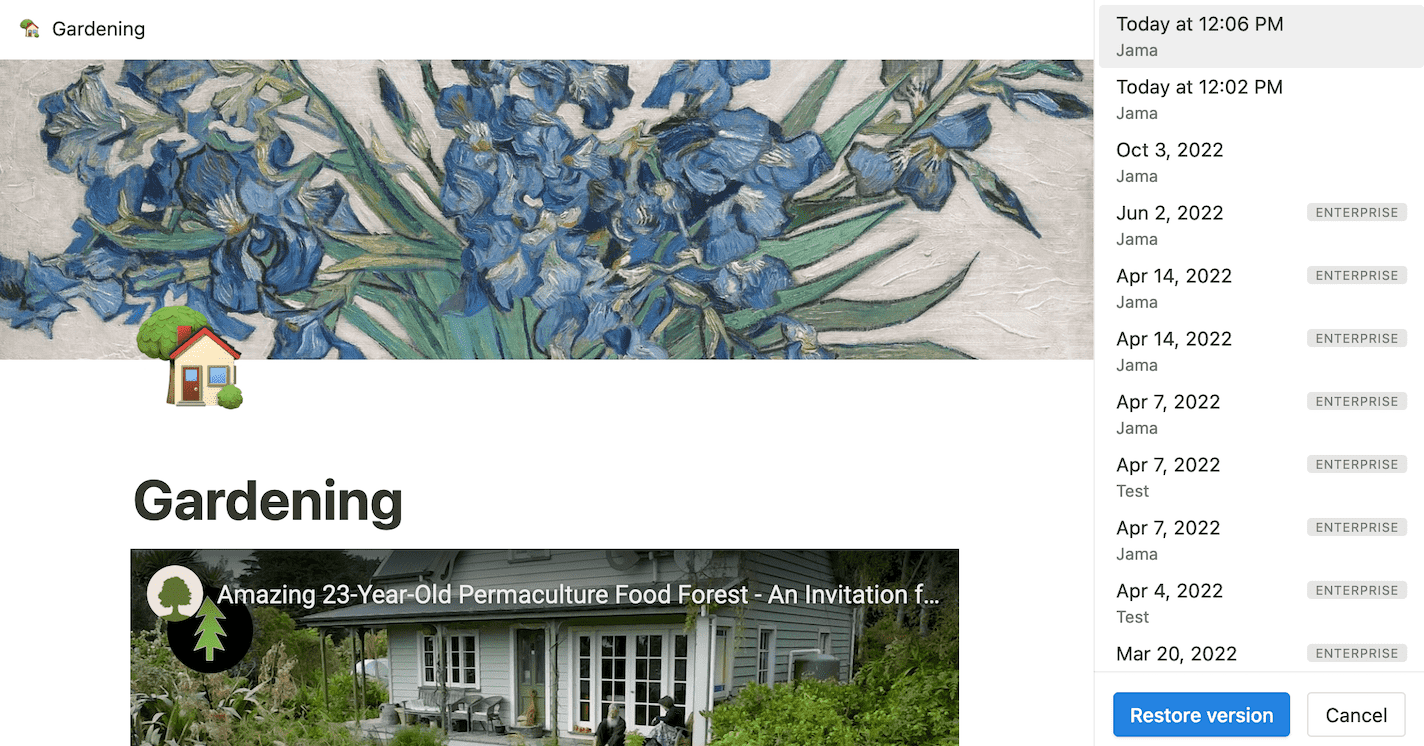 Gardening
Gardening
Amazing 23-Year-Old Permaculture Food Forest - An Invitation f...
Today at 12:06 PM
Jama
Today at 12:02 PM
Jama
Oct 3, 2022
Jama
Jun 2, 2022 ENTERPRISE
Jama
Apr 14, 2022 ENTERPRISE
Jama
Apr 14, 2022 ENTERPRISE
Jama
Apr 7, 2022 ENTERPRISE
Jama
Apr 7, 2022 ENTERPRISE
Test
Apr 7, 2022 ENTERPRISE
Jama
Apr 4, 2022 ENTERPRISE
Test
Mar 20, 2022 ENTERPRISE
Restore version Cancel